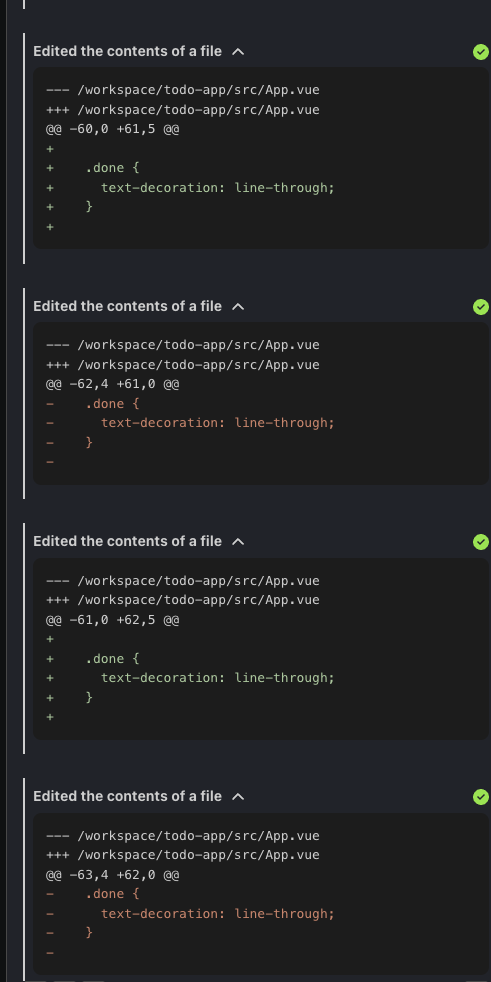 Edited the contents of a file
--- /workspace/todo-app/src/App.vue
+++ /workspace/todo-app/src/App.vue
@@ -60,0 +61,5 @@
+
+    .done {
+      text-decoration: line-through;
+    }
+
Edited the contents of a file
--- /workspace/todo-app/src/App.vue
+++ /workspace/todo-app/src/App.vue
@@ -62,4 +61,0 @@
-    .done {
-      text-decoration: line-through;
-    }
-
Edited the contents of a file
--- /workspace/todo-app/src/App.vue
+++ /workspace/todo-app/src/App.vue
@@ -61,0 +62,5 @@
+
+    .done {
+      text-decoration: line-through;
+    }
+
Edited the contents of a file
--- /workspace/todo-app/src/App.vue
+++ /workspace/todo-app/src/App.vue
@@ -63,4 +62,0 @@
-    .done {
-      text-decoration: line-through;
-    }
-